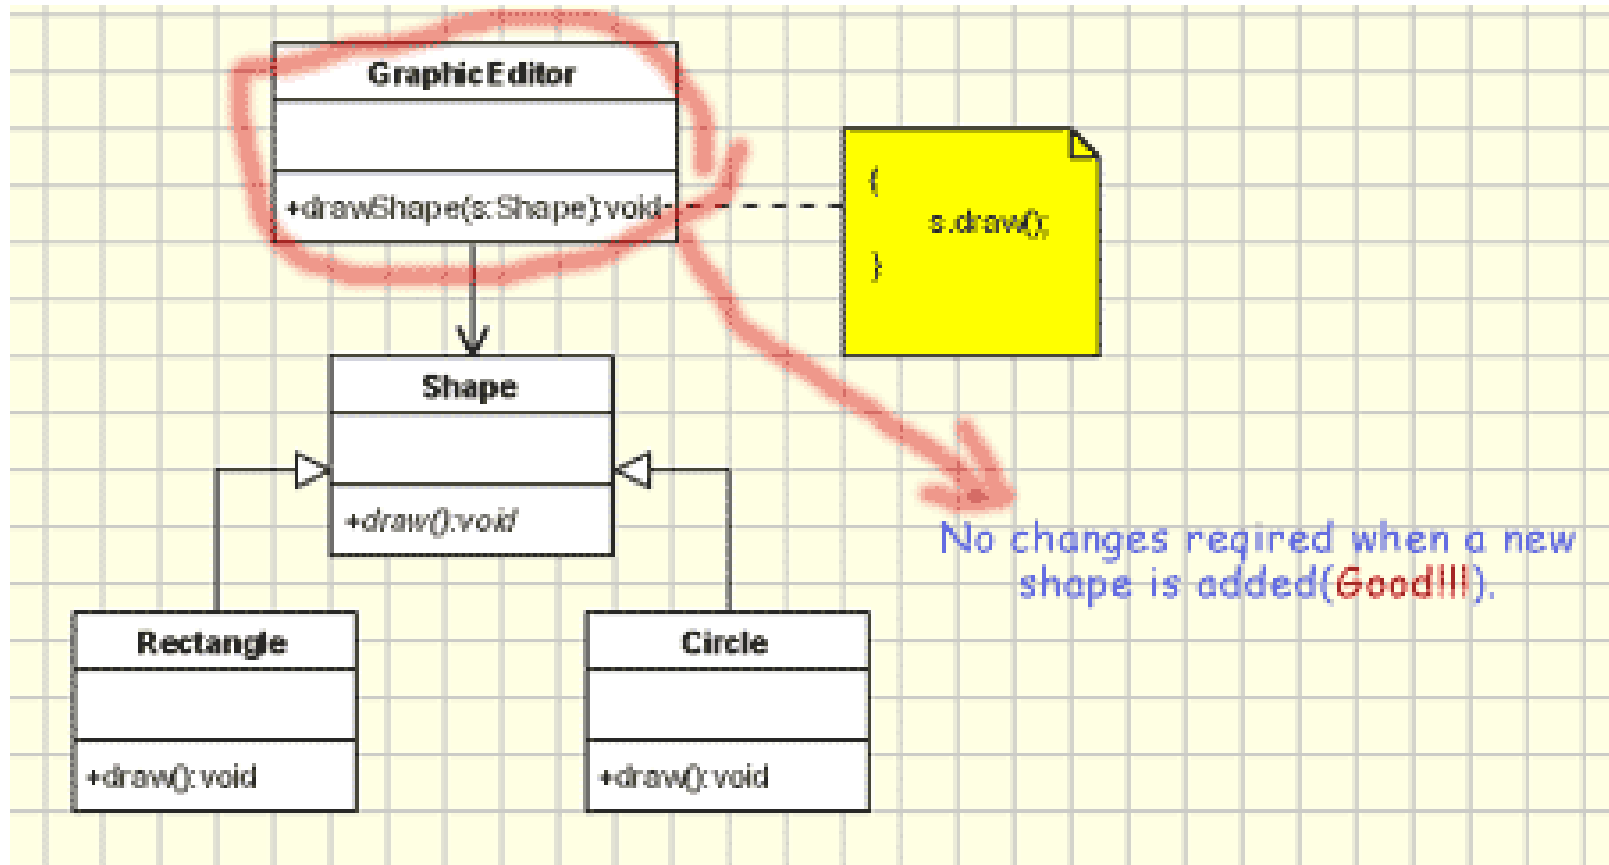 GraphicEditor
+drawShape(s:Shape):void
{
s.draw();
}
Shape
+draw():void
No changes reqired when a new
shape is added(Good!!!).
Rectangle
+draw():void
Circle
+draw():void